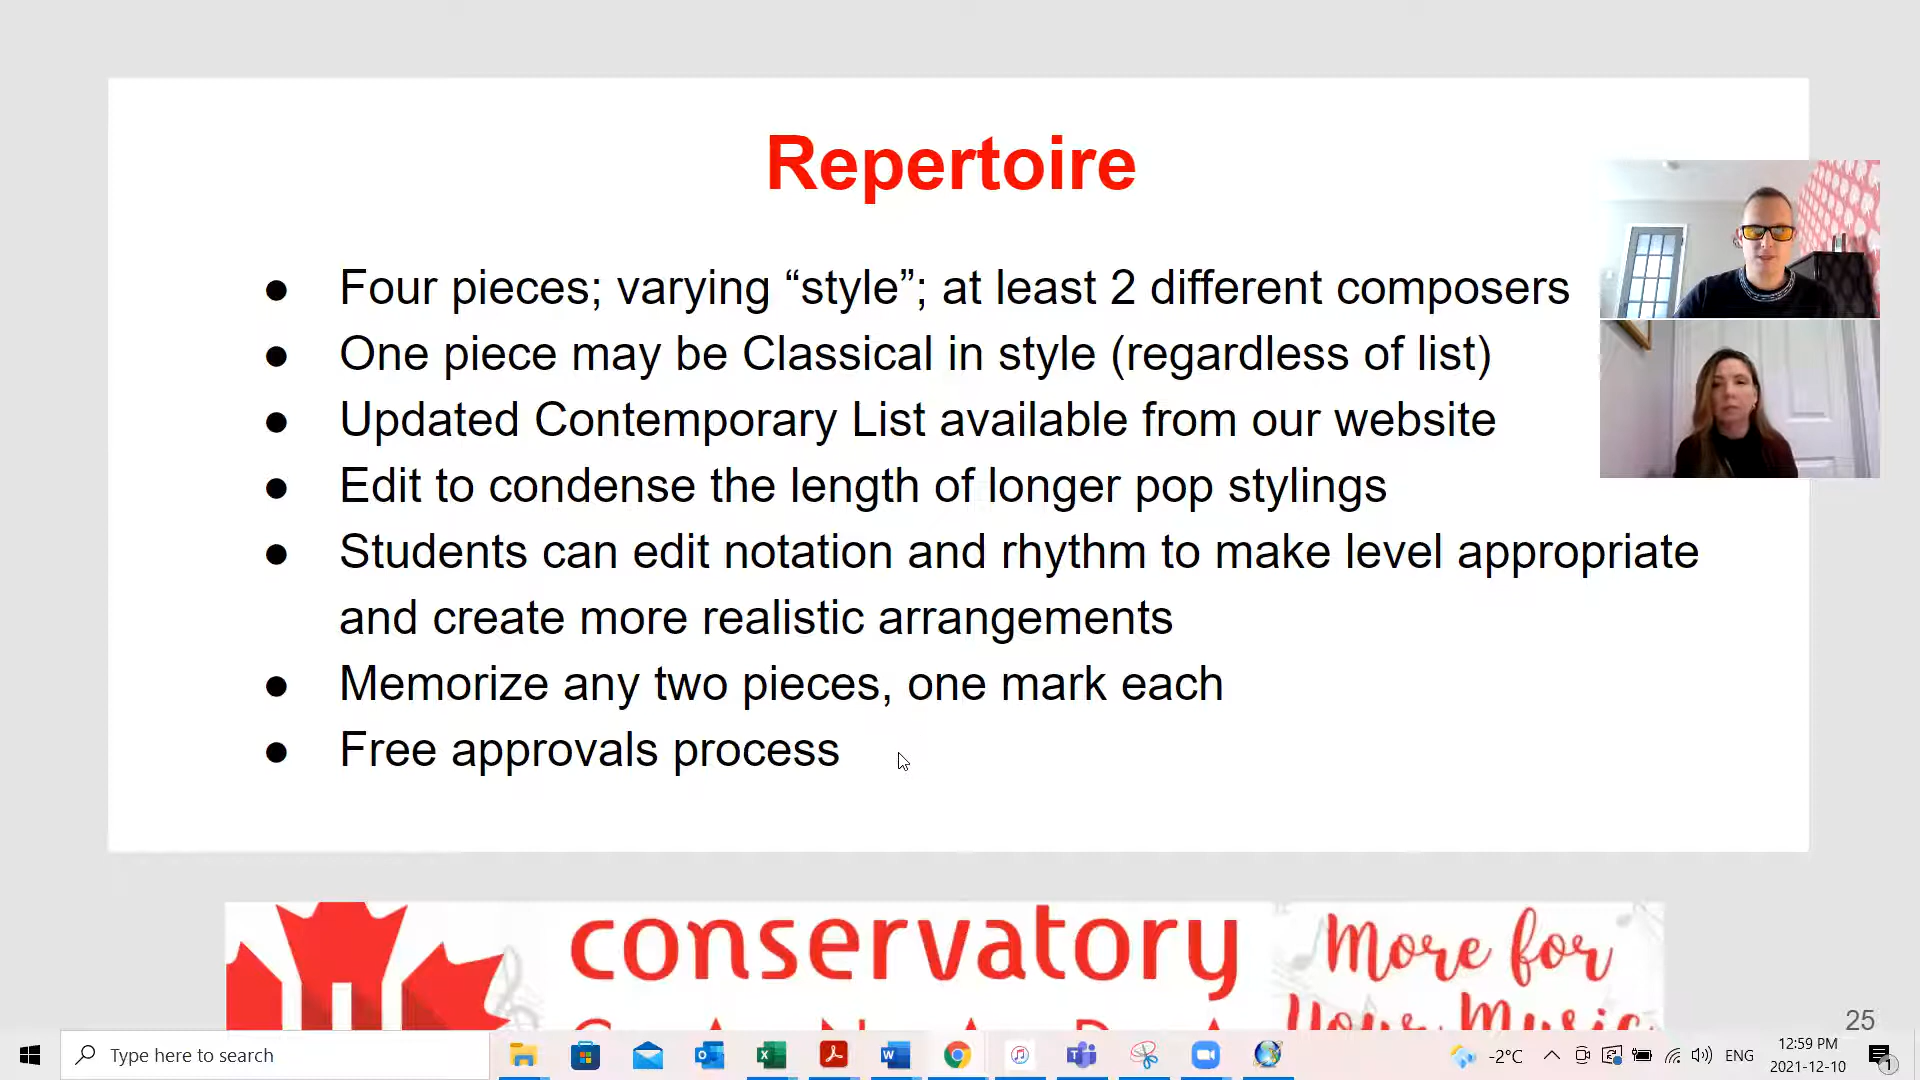 Repertoire
● Four pieces; varying “style”; at least 2 different composers
● One piece may be Classical in style (regardless of list)
● Updated Contemporary List available from our website
● Edit to condense the length of longer pop stylings
● Students can edit notation and rhythm to make level appropriate
and create more realistic arrangements
● Memorize any two pieces, one mark each
● Free approvals process
conservatory
CANADA
More for
Your Music
25
Type here to search
-2°C
ENG
12:59 PM
2021-12-10
1